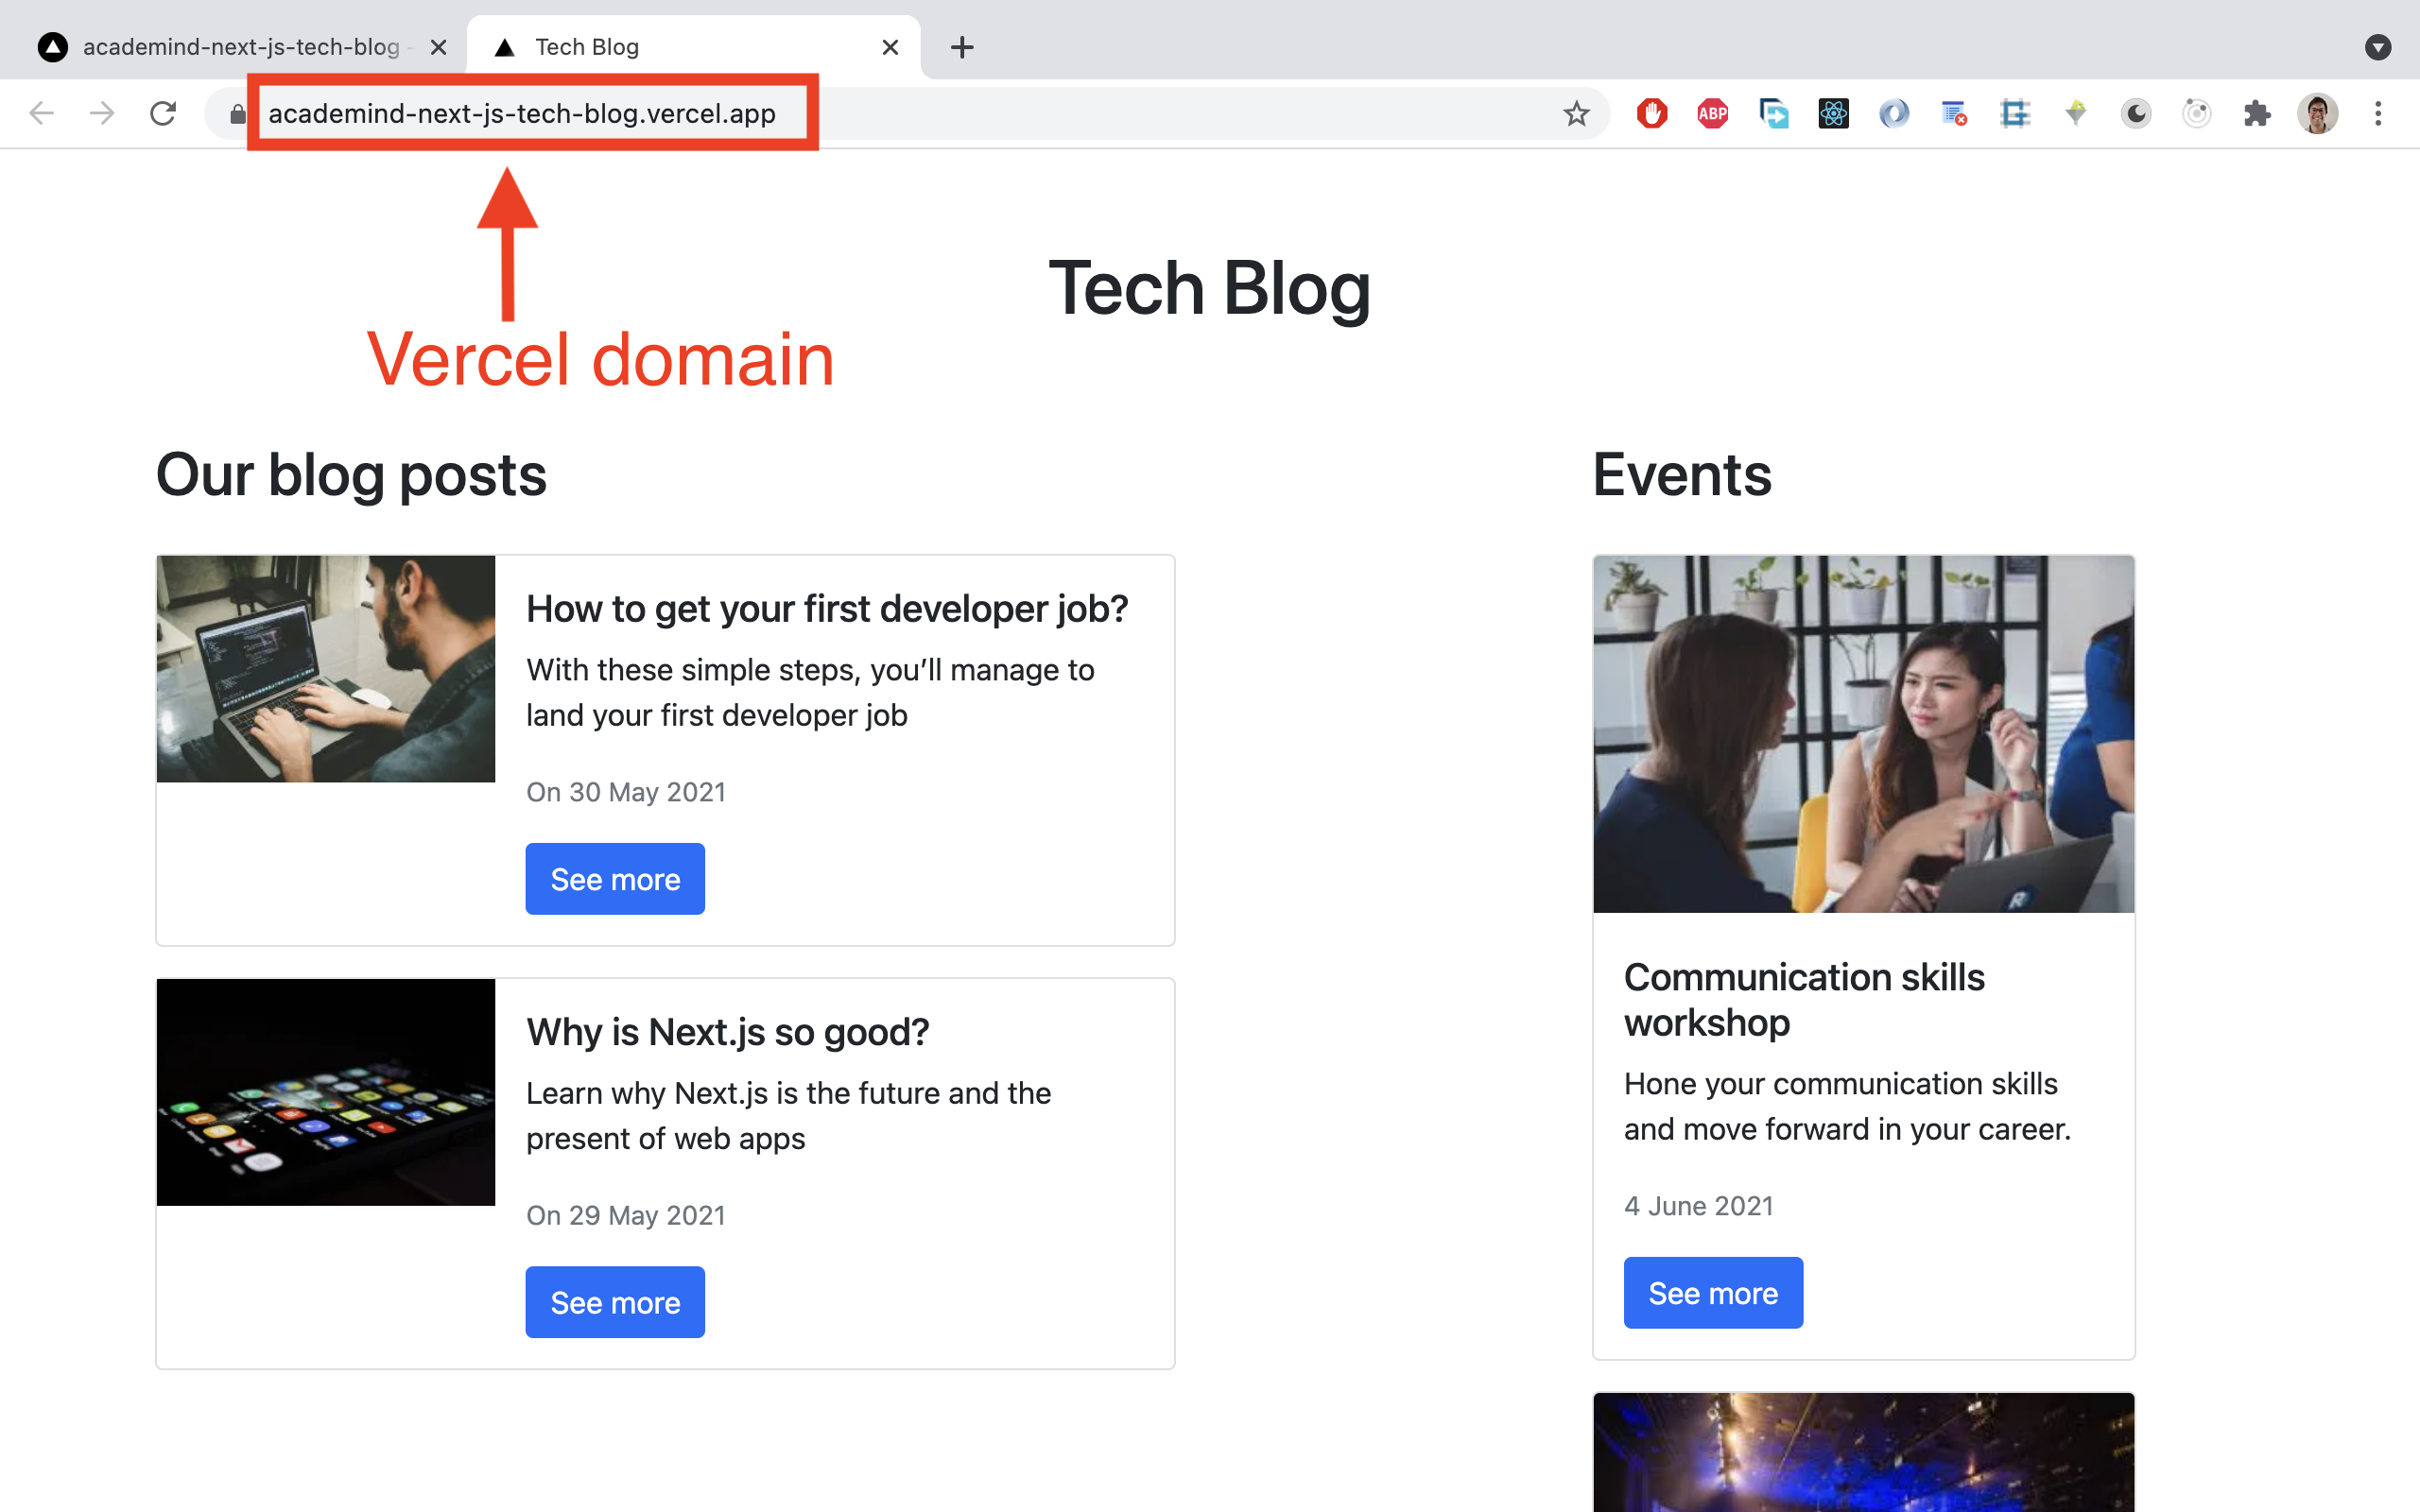 academind-next-js-tech-blog -
Tech Blog
academind-next-js-tech-blog.vercel.app
ABP
Vercel domain
Tech Blog
Our blog posts
How to get your first developer job?
With these simple steps, you’ll manage to
land your first developer job
On 30 May 2021
See more
Why is Next.js so good?
Learn why Next.js is the future and the
present of web apps
On 29 May 2021
See more
Events
R
Communication skills
workshop
Hone your communication skills
and move forward in your career.
4 June 2021
See more